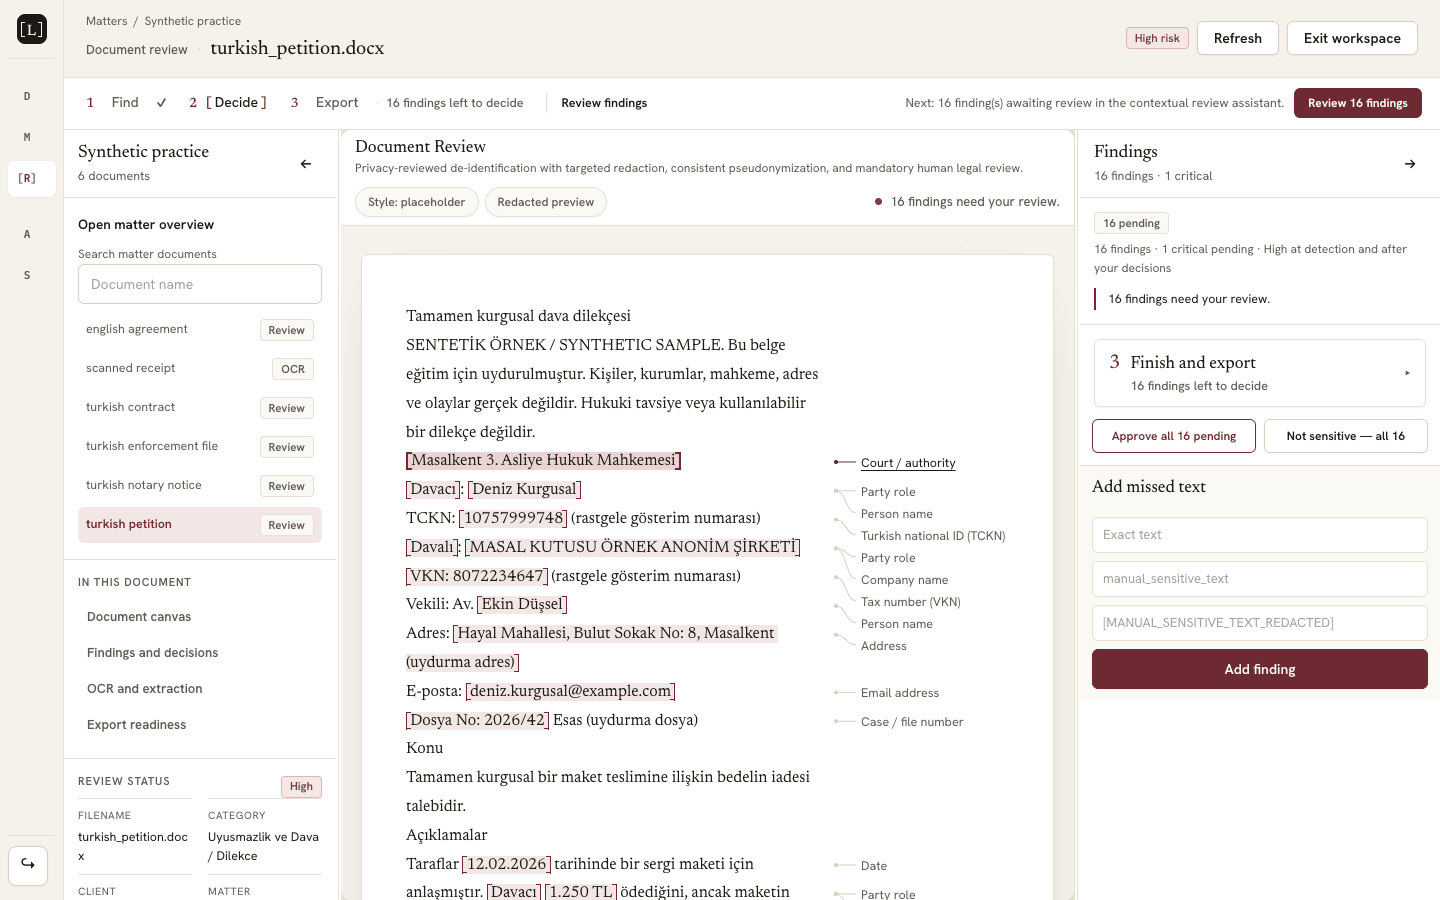 [L]
D
M
[R]
A
S
Matters / Synthetic practice
Document review · turkish_petition.docx
High risk
Refresh
Exit workspace
1 Find ✓ 2 [Decide] 3 Export · 16 findings left to decide
Review findings
Next: 16 finding(s) awaiting review in the contextual review assistant.
Review 16 findings
Synthetic practice
6 documents
Open matter overview
Search matter documents
Document name
english agreement Review
scanned receipt OCR
turkish contract Review
turkish enforcement file Review
turkish notary notice Review
turkish petition Review
IN THIS DOCUMENT
Document canvas
Findings and decisions
OCR and extraction
Export readiness
REVIEW STATUS High
FILENAME
turkish_petition.doc
x
CATEGORY
Uyusmazlik ve Dava
/ Dilekce
CLIENT
MATTER
Document Review
Privacy-reviewed de-identification with targeted redaction, consistent pseudonymization, and mandatory human legal review.
Style: placeholder
Redacted preview
16 findings need your review.
Tamamen kurgusal dava dilekçesi
SENTETİK ÖRNEK / SYNTHETIC SAMPLE. Bu belge
eğitim için uydurulmuştur. Kişiler, kurumlar, mahkeme, adres
ve olaylar gerçek değildir. Hukuki tavsiye veya kullanılabilir
bir dilekçe değildir.
[Masalkent 3. Asliye Hukuk Mahkemesi]
[Davacı]: [Deniz Kurgusal]
TCKN: [10757999748] (rastgele gösterim numarası)
[Davalı]: [MASAL KUTUSU ÖRNEK ANONİM ŞİRKETİ]
[VKN: 8072234647] (rastgele gösterim numarası)
Vekili: Av. [Ekin Düşsel]
Adres: [Hayal Mahallesi, Bulut Sokak No: 8, Masalkent
(uydurma adres)]
E-posta: [deniz.kurgusal@example.com]
[Dosya No: 2026/42] Esas (uydurma dosya)
Konu
Tamamen kurgusal bir maket teslimine ilişkin bedelin iadesi
talebidir.
Açıklamalar
Taraflar [12.02.2026] tarihinde bir sergi maketi için
anlaşmıştır. [Davacı] [1.250 TL] ödediğini, ancak maketin
Court / authority
Party role
Person name
Turkish national ID (TCKN)
Party role
Company name
Tax number (VKN)
Person name
Address
Email address
Case / file number
Date
Party role
Findings
16 findings · 1 critical
16 pending
16 findings · 1 critical pending · High at detection and after
your decisions
16 findings need your review.
3 Finish and export
16 findings left to decide
Approve all 16 pending
Not sensitive — all 16
Add missed text
Exact text
manual_sensitive_text
[MANUAL_SENSITIVE_TEXT_REDACTED]
Add finding